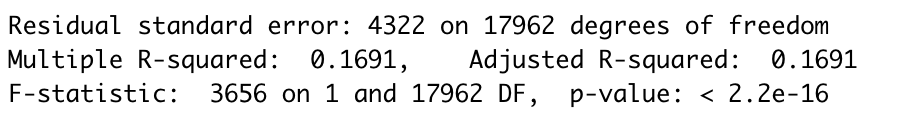 Residual standard error: 4322 on 17962 degrees of freedom
Multiple R-squared:  0.1691,    Adjusted R-squared:  0.1691
F-statistic:  3656 on 1 and 17962 DF,  p-value: < 2.2e-16